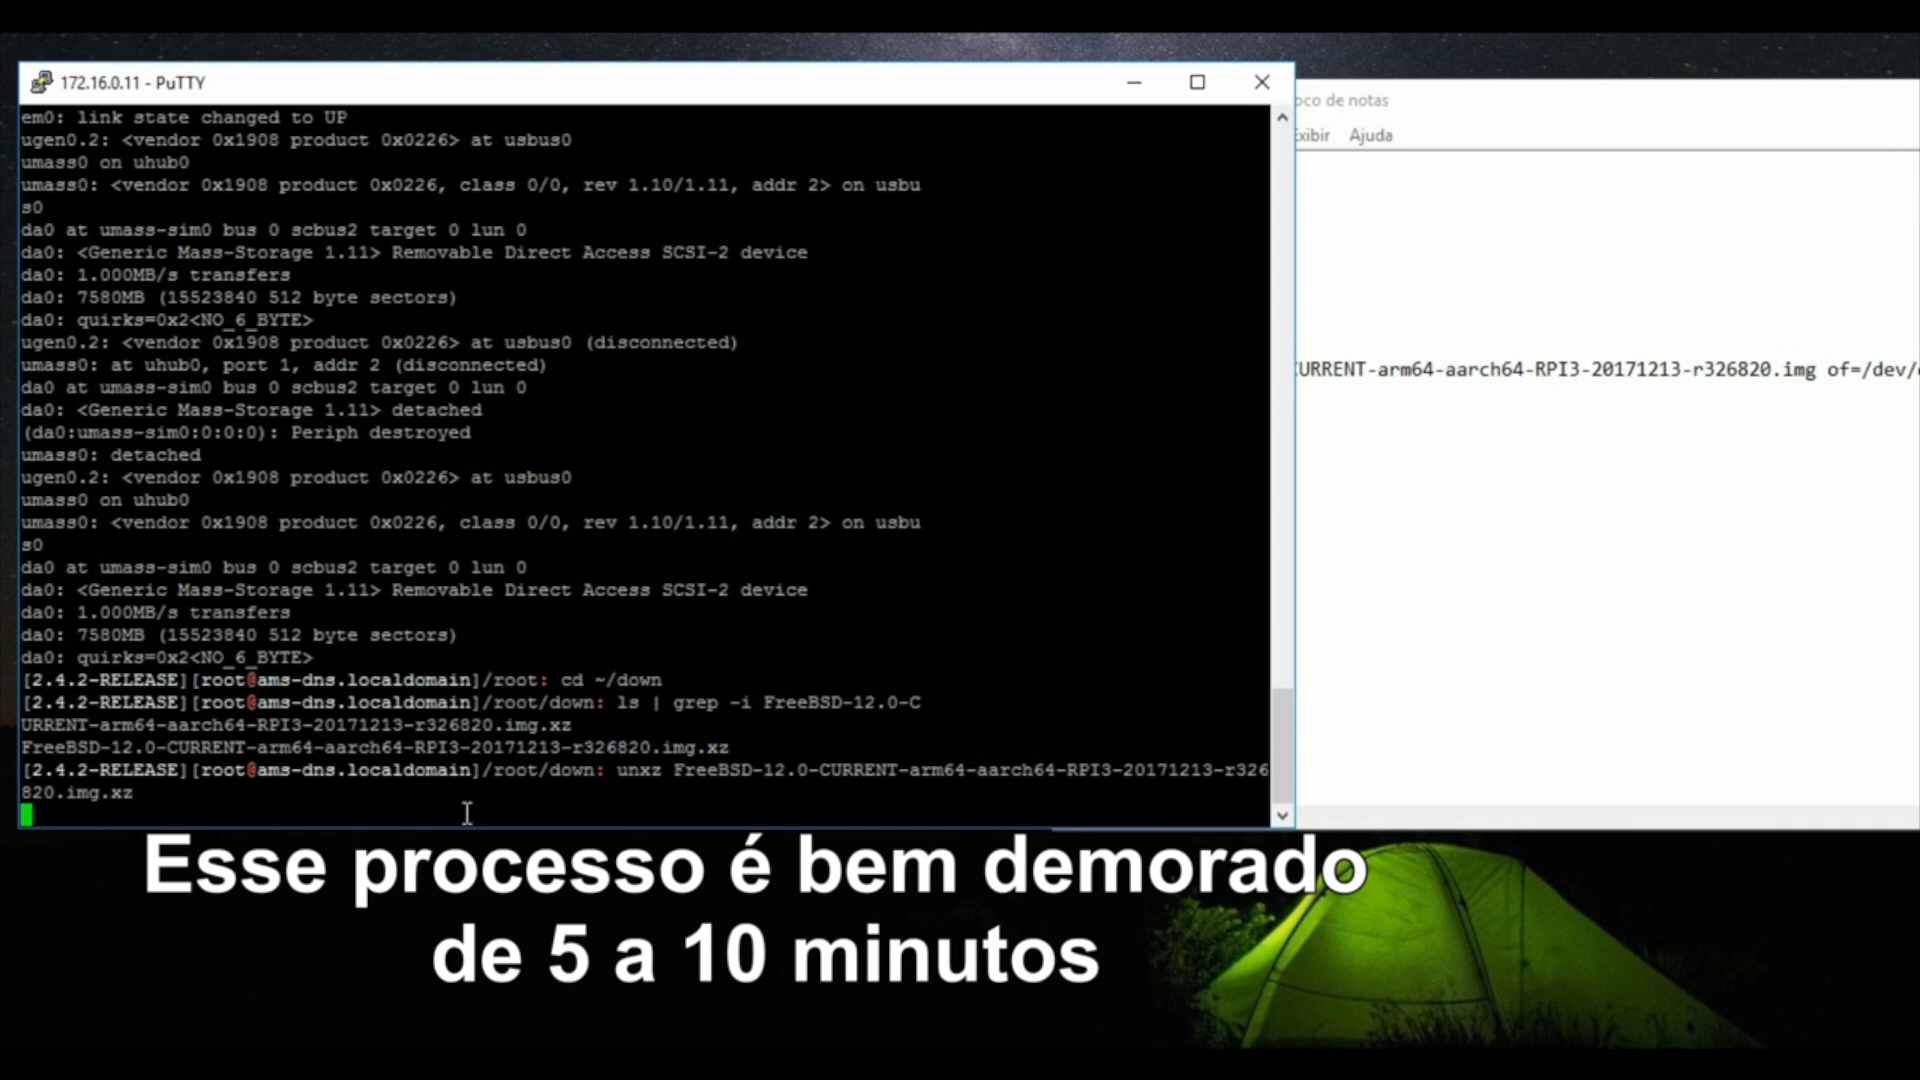 172.16.0.11 - PuTTY
em0: link state changed to UP
ugen0.2: <vendor 0x1908 product 0x0226> at usbus0
umass0 on uhub0
umass0: <vendor 0x1908 product 0x0226, class 0/0, rev 1.10/1.11, addr 2> on usbu
s0
da0 at umass-sim0 bus 0 scbus2 target 0 lun 0
da0: <Generic Mass-Storage 1.11> Removable Direct Access SCSI-2 device
da0: 1.000MB/s transfers
da0: 7580MB (15523840 512 byte sectors)
da0: quirks=0x2<NO_6_BYTE>
ugen0.2: <vendor 0x1908 product 0x0226> at usbus0 (disconnected)
umass0: at uhub0, port 1, addr 2 (disconnected)
da0 at umass-sim0 bus 0 scbus2 target 0 lun 0
da0: <Generic Mass-Storage 1.11> detached
(da0:umass-sim0:0:0:0): Periph destroyed
umass0: detached
ugen0.2: <vendor 0x1908 product 0x0226> at usbus0
umass0 on uhub0
umass0: <vendor 0x1908 product 0x0226, class 0/0, rev 1.10/1.11, addr 2> on usbu
s0
da0 at umass-sim0 bus 0 scbus2 target 0 lun 0
da0: <Generic Mass-Storage 1.11> Removable Direct Access SCSI-2 device
da0: 1.000MB/s transfers
da0: 7580MB (15523840 512 byte sectors)
da0: quirks=0x2<NO_6_BYTE>
[2.4.2-RELEASE][root@ams-dns.localdomain]/root: cd ~/down
[2.4.2-RELEASE][root@ams-dns.localdomain]/root/down: ls | grep -i FreeBSD-12.0-C
URRENT-arm64-aarch64-RPI3-20171213-r326820.img.xz
FreeBSD-12.0-CURRENT-arm64-aarch64-RPI3-20171213-r326820.img.xz
[2.4.2-RELEASE][root@ams-dns.localdomain]/root/down: unxz FreeBSD-12.0-CURRENT-arm64-aarch64-RPI3-20171213-r326
820.img.xz
oco de notas
Exibir Ajuda
CURRENT-arm64-aarch64-RPI3-20171213-r326820.img of=/dev/
Esse processo é bem demorado
de 5 a 10 minutos